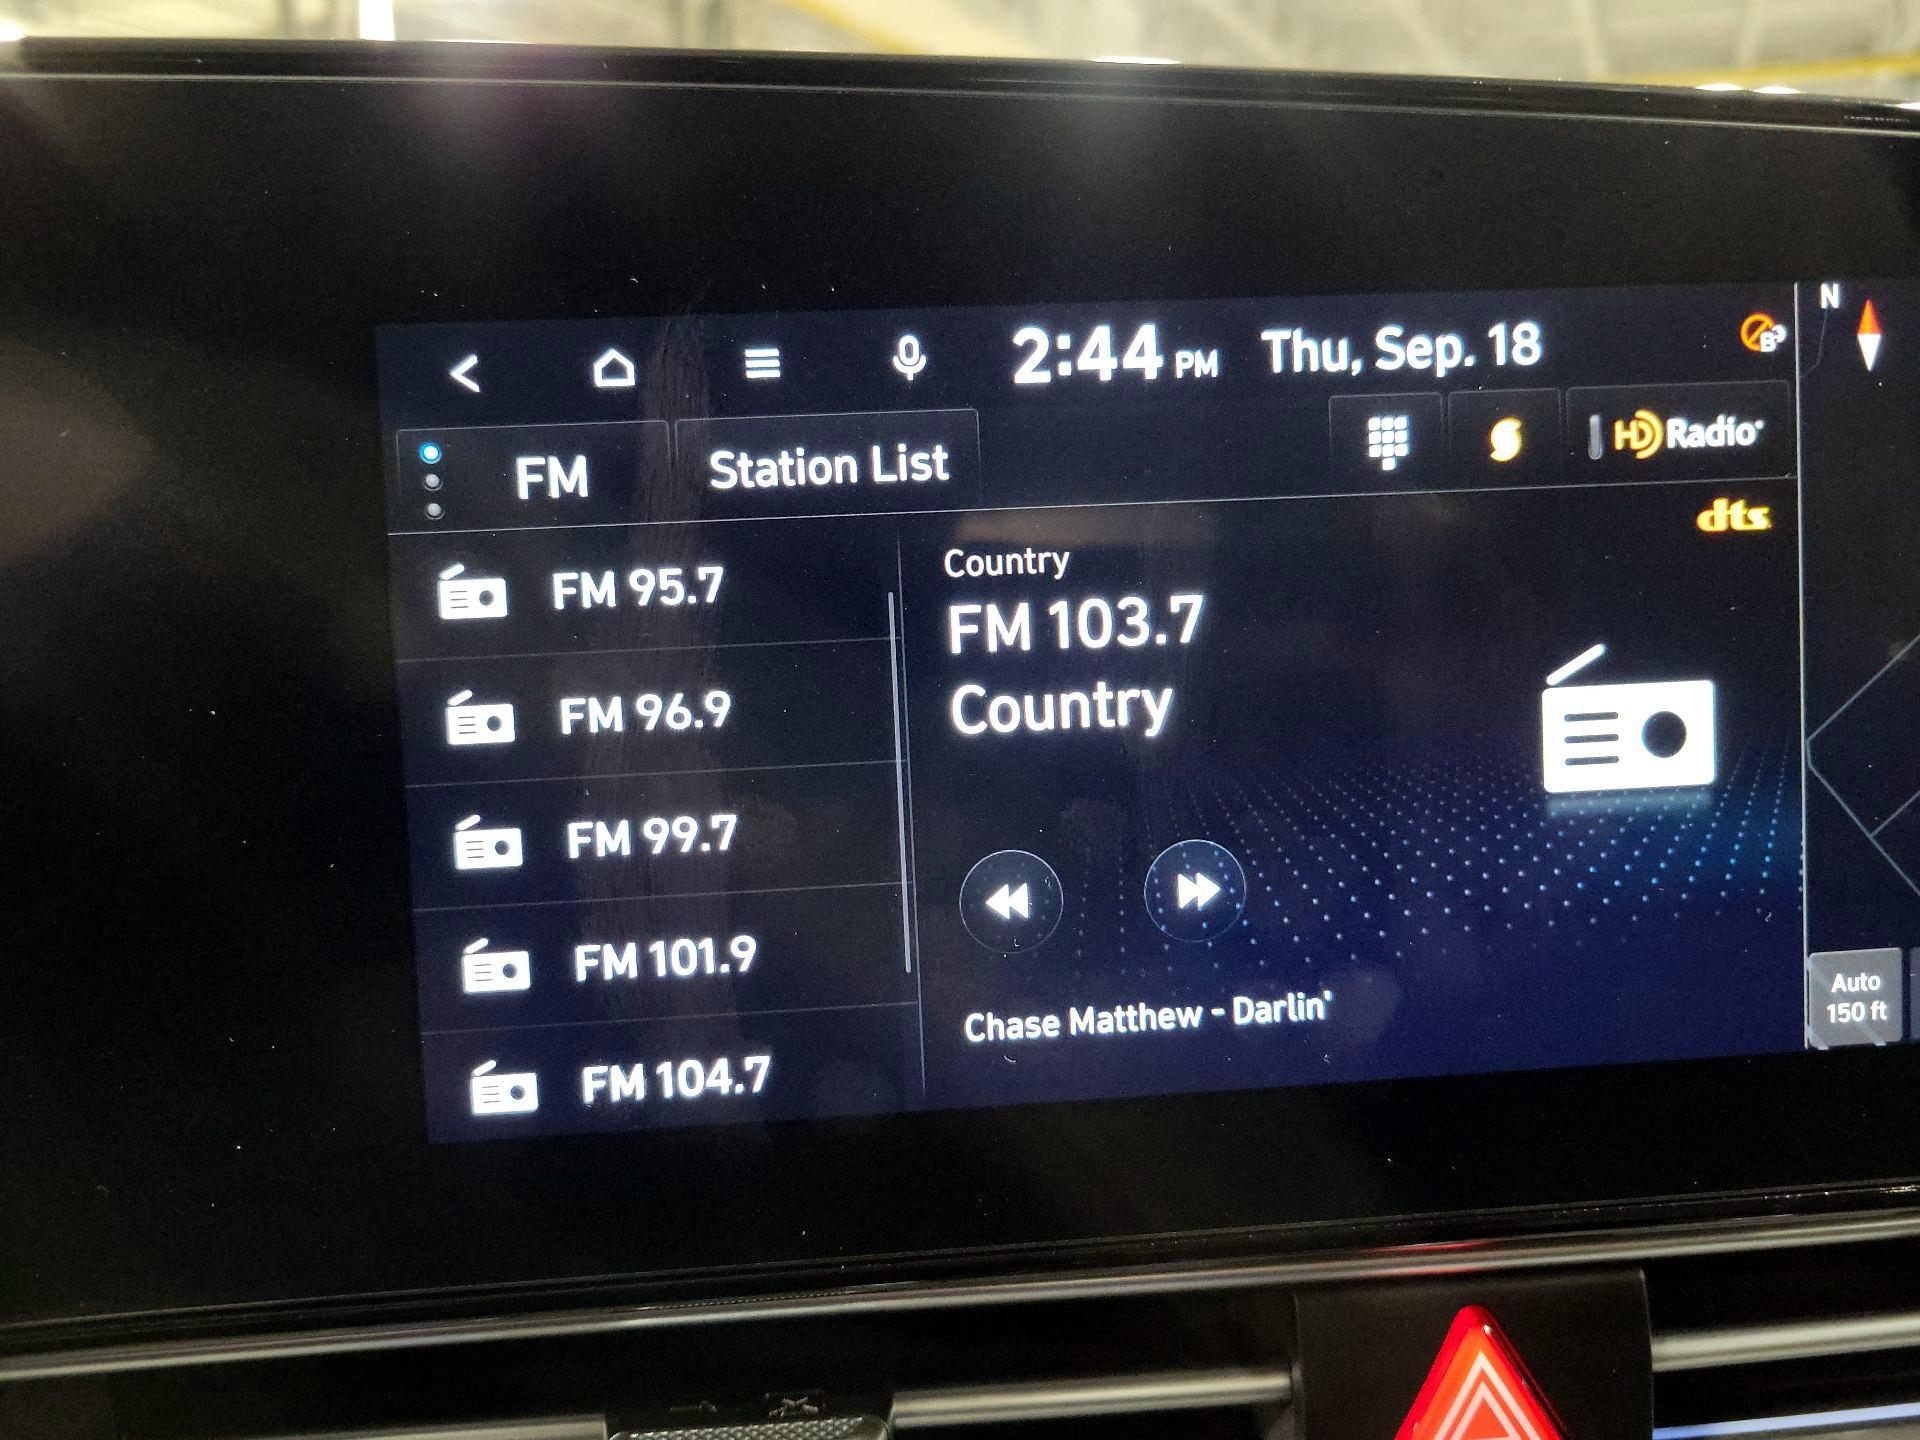 2:44 PM Thu, Sep. 18
B
N
FM
Station List
HD Radio
dts
FM 95.7
FM 96.9
FM 99.7
FM 101.9
FM 104.7
Country
FM 103.7
Country
Chase Matthew - Darlin'
Auto
150 ft